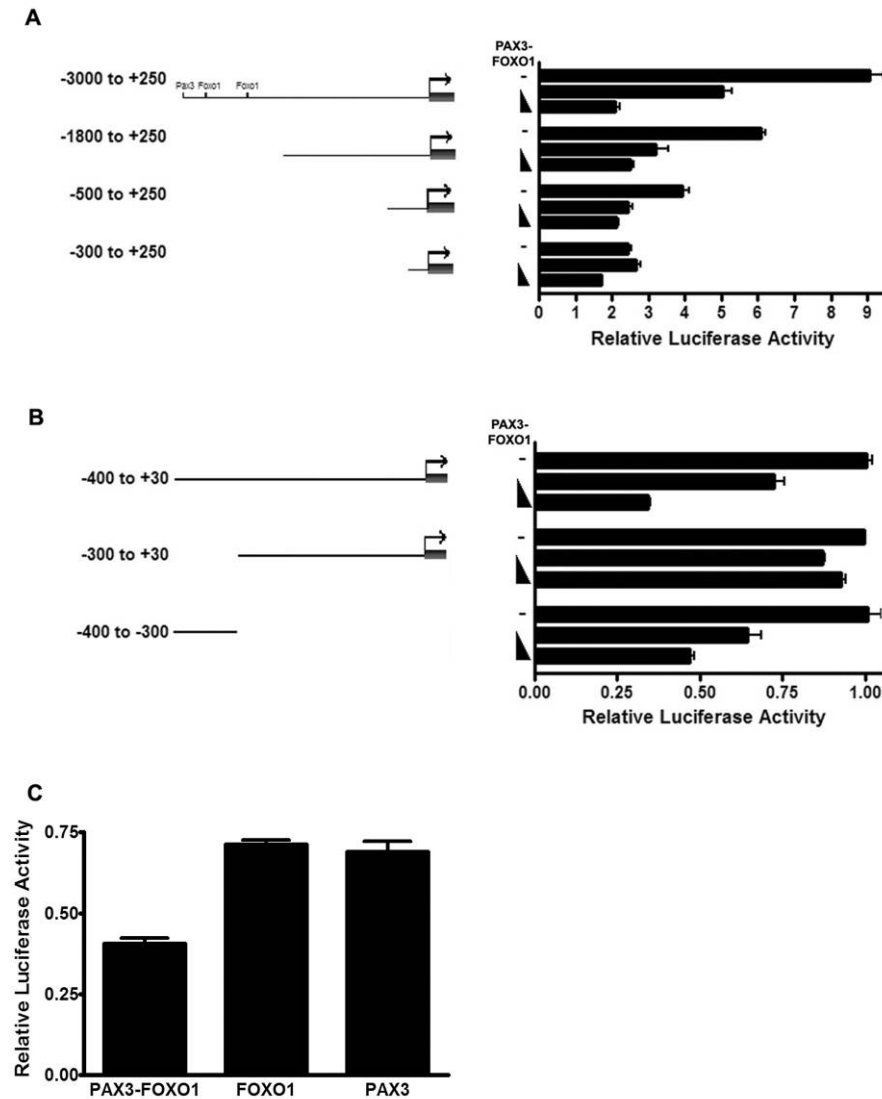 A
PAX3-
FOXO1
-3000 to +250
Pax3 Foxo1 Foxo1
-
-1800 to +250
-
-500 to +250
-
-300 to +250
-
0 1 2 3 4 5 6 7 8 9
Relative Luciferase Activity
B
PAX3-
FOXO1
-400 to +30
-
-300 to +30
-
-400 to -300
-
0.00 0.25 0.50 0.75 1.00
Relative Luciferase Activity
C
Relative Luciferase Activity
0.75
0.50
0.25
0.00
PAX3-FOXO1 FOXO1 PAX3